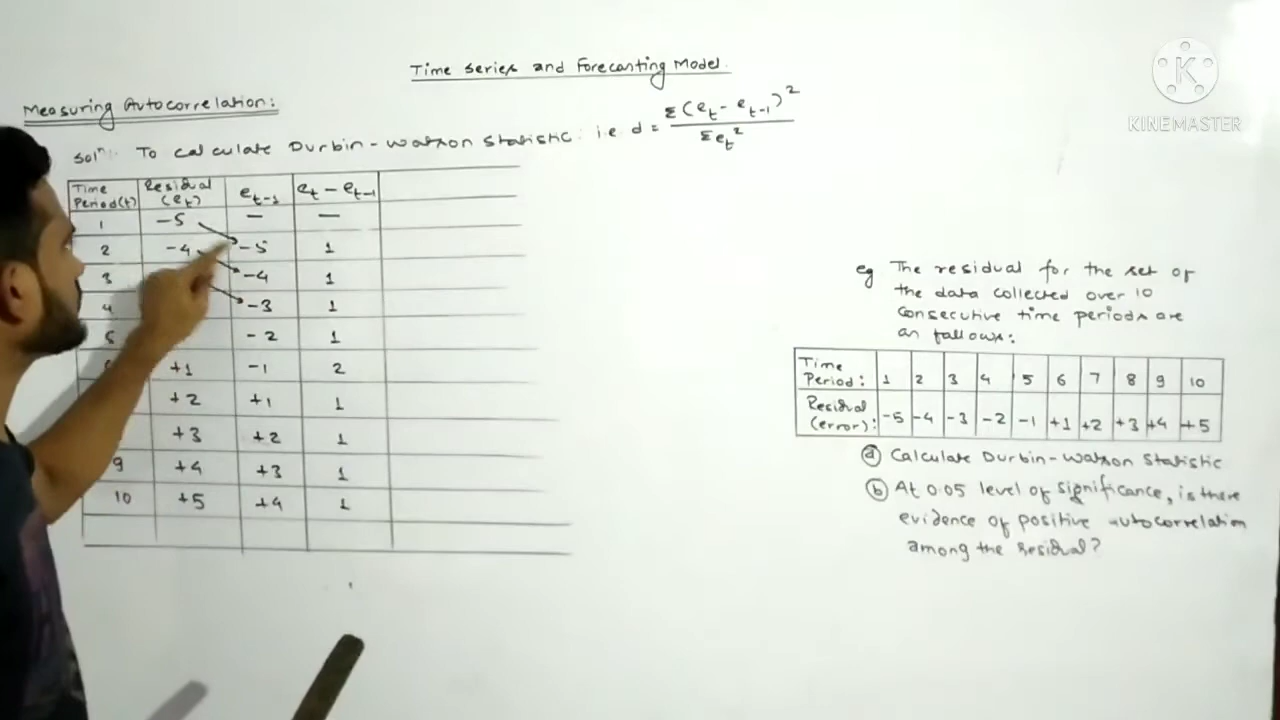 Time Series and Forecasting Model.
Measuring Autocorrelation:
Solⁿ. To calculate Durbin-Watson Statistic: i.e. d = Σ(et - et-1)² / Σet²
Time Period(t) Residual (et) et-1 et - et-1
1 -5 — —
2 -4 -5 1
3 -4 1
4 -3 1
5 -2 1
+1 -1 2
+2 +1 1
+3 +2 1
9 +4 +3 1
10 +5 +4 1
eg The residual for the set of
the data collected over 10
consecutive time periods are
as follows:
Time Period: 1 2 3 4 5 6 7 8 9 10
Residual (error): -5 -4 -3 -2 -1 +1 +2 +3 +4 +5
ⓐ Calculate Durbin-Watson Statistic
ⓑ At 0.05 level of significance, is there
evidence of positive autocorrelation
among the residual?
K
KINEMASTER